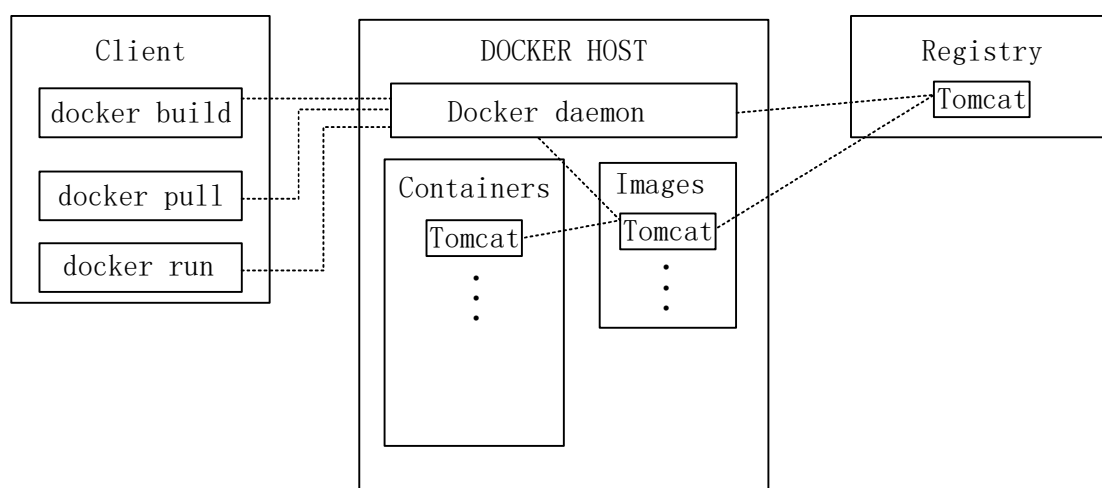 Client
docker build
docker pull
docker run
DOCKER HOST
Docker daemon
Containers
Tomcat
Images
Tomcat
Registry
Tomcat